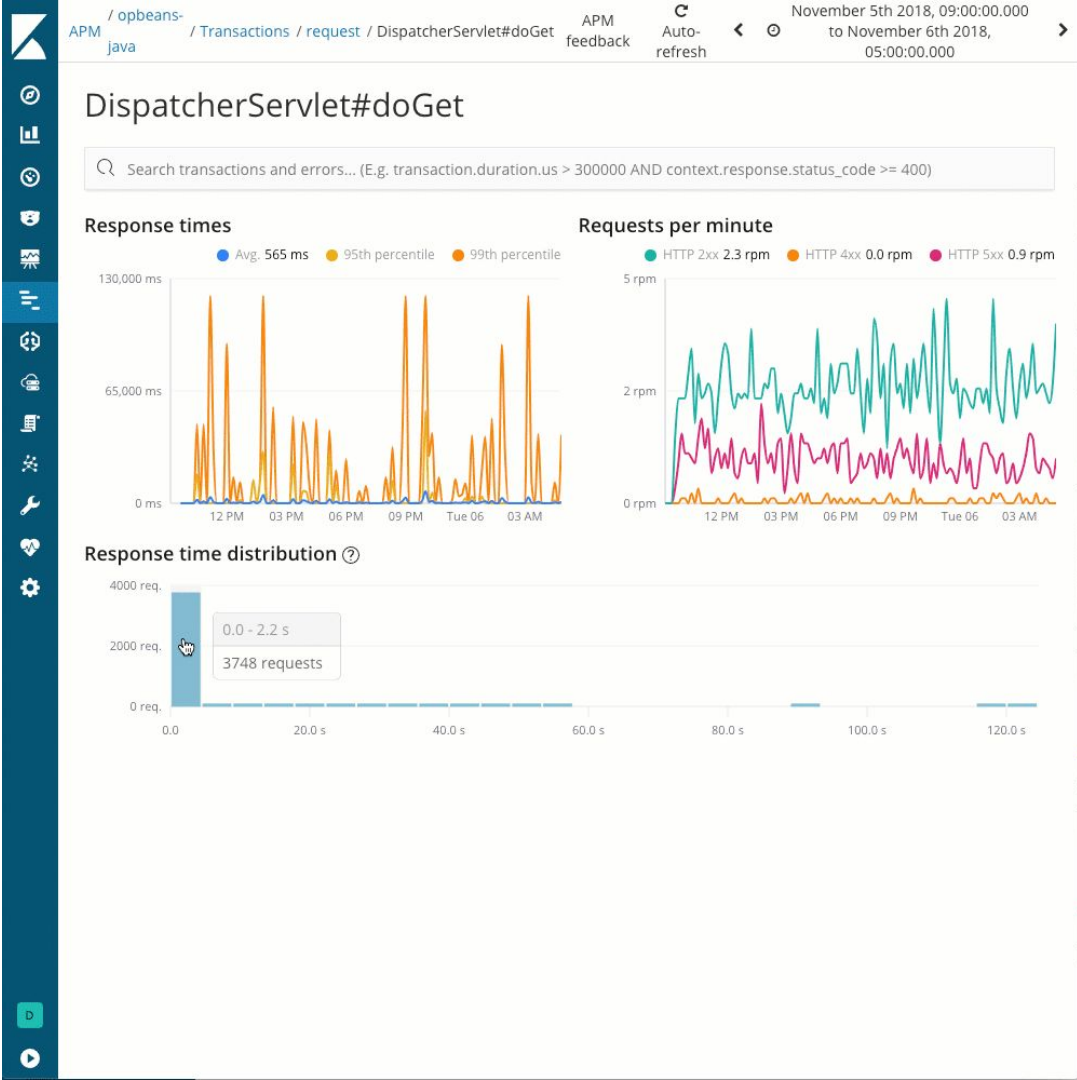 APM / opbeans-
java / Transactions / request / DispatcherServlet#doGet
APM
feedback
Auto-
refresh
November 5th 2018, 09:00:00.000
to November 6th 2018,
05:00:00.000
DispatcherServlet#doGet
Search transactions and errors... (E.g. transaction.duration.us > 300000 AND context.response.status_code >= 400)
Response times
Avg. 565 ms 95th percentile 99th percentile
130,000 ms
65,000 ms
0 ms
12 PM 03 PM 06 PM 09 PM Tue 06 03 AM
Requests per minute
HTTP 2xx 2.3 rpm HTTP 4xx 0.0 rpm HTTP 5xx 0.9 rpm
5 rpm
2 rpm
0 rpm
12 PM 03 PM 06 PM 09 PM Tue 06 03 AM
Response time distribution ?
4000 req.
2000 req.
0 req.
0.0 - 2.2 s
3748 requests
0.0 20.0 s 40.0 s 60.0 s 80.0 s 100.0 s 120.0 s
D